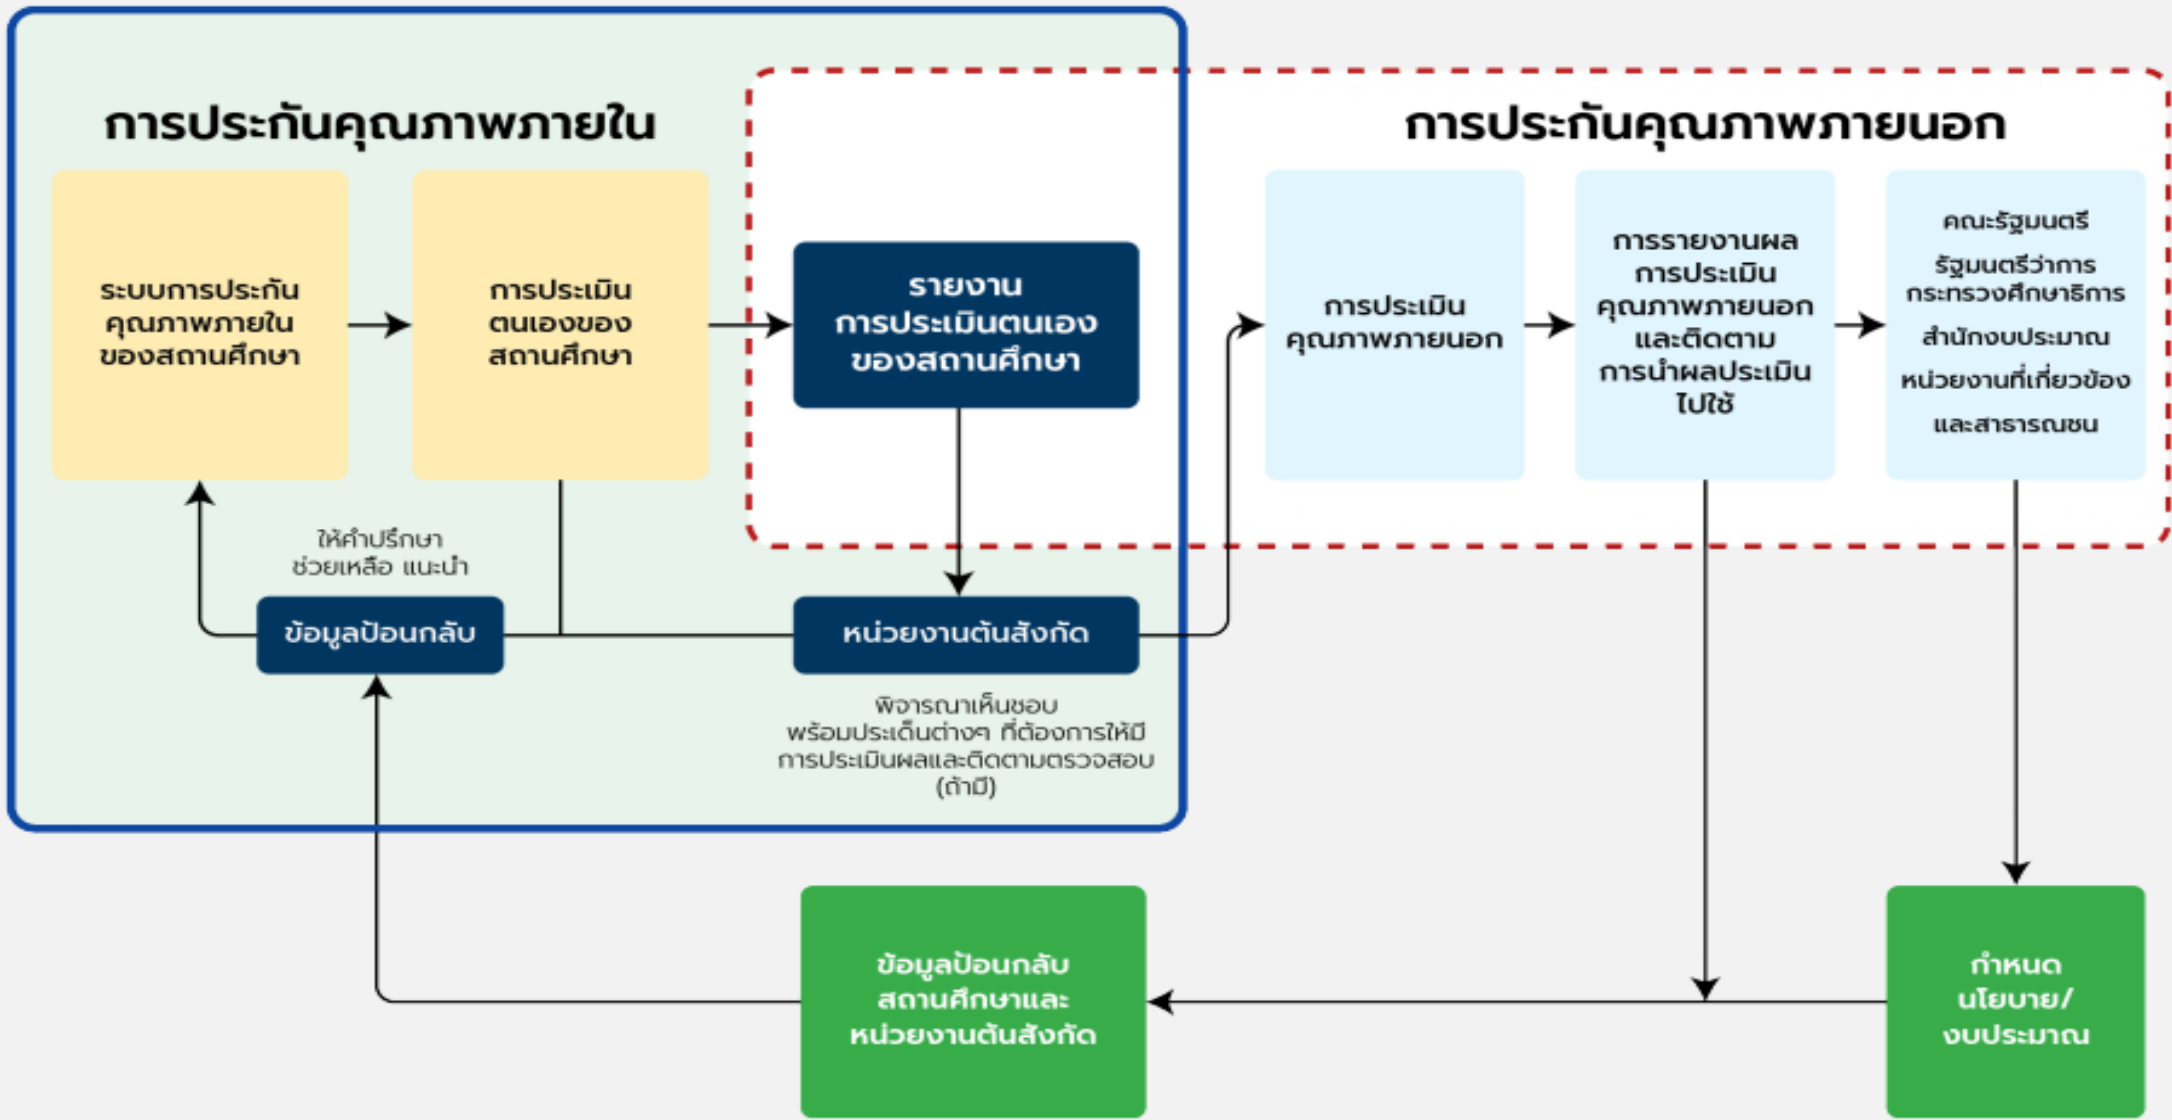 การประกันคุณภาพภายใน
ระบบการประกัน
คุณภาพภายใน
ของสถานศึกษา
การประเมิน
ตนเองของ
สถานศึกษา
รายงาน
การประเมินตนเอง
ของสถานศึกษา
ให้คำปรึกษา
ช่วยเหลือ แนะนำ
ข้อมูลป้อนกลับ
หน่วยงานต้นสังกัด
พิจารณาเห็นชอบ
พร้อมประเด็นต่างๆ ที่ต้องการให้มี
การประเมินผลและติดตามตรวจสอบ
(ถ้ามี)
การประกันคุณภาพภายนอก
การประเมิน
คุณภาพภายนอก
การรายงานผล
การประเมิน
คุณภาพภายนอก
และติดตาม
การนำผลประเมิน
ไปใช้
คณะรัฐมนตรี
รัฐมนตรีว่าการ
กระทรวงศึกษาธิการ
สำนักงบประมาณ
หน่วยงานที่เกี่ยวข้อง
และสาธารณชน
ข้อมูลป้อนกลับ
สถานศึกษาและ
หน่วยงานต้นสังกัด
กำหนด
นโยบาย/
งบประมาณ